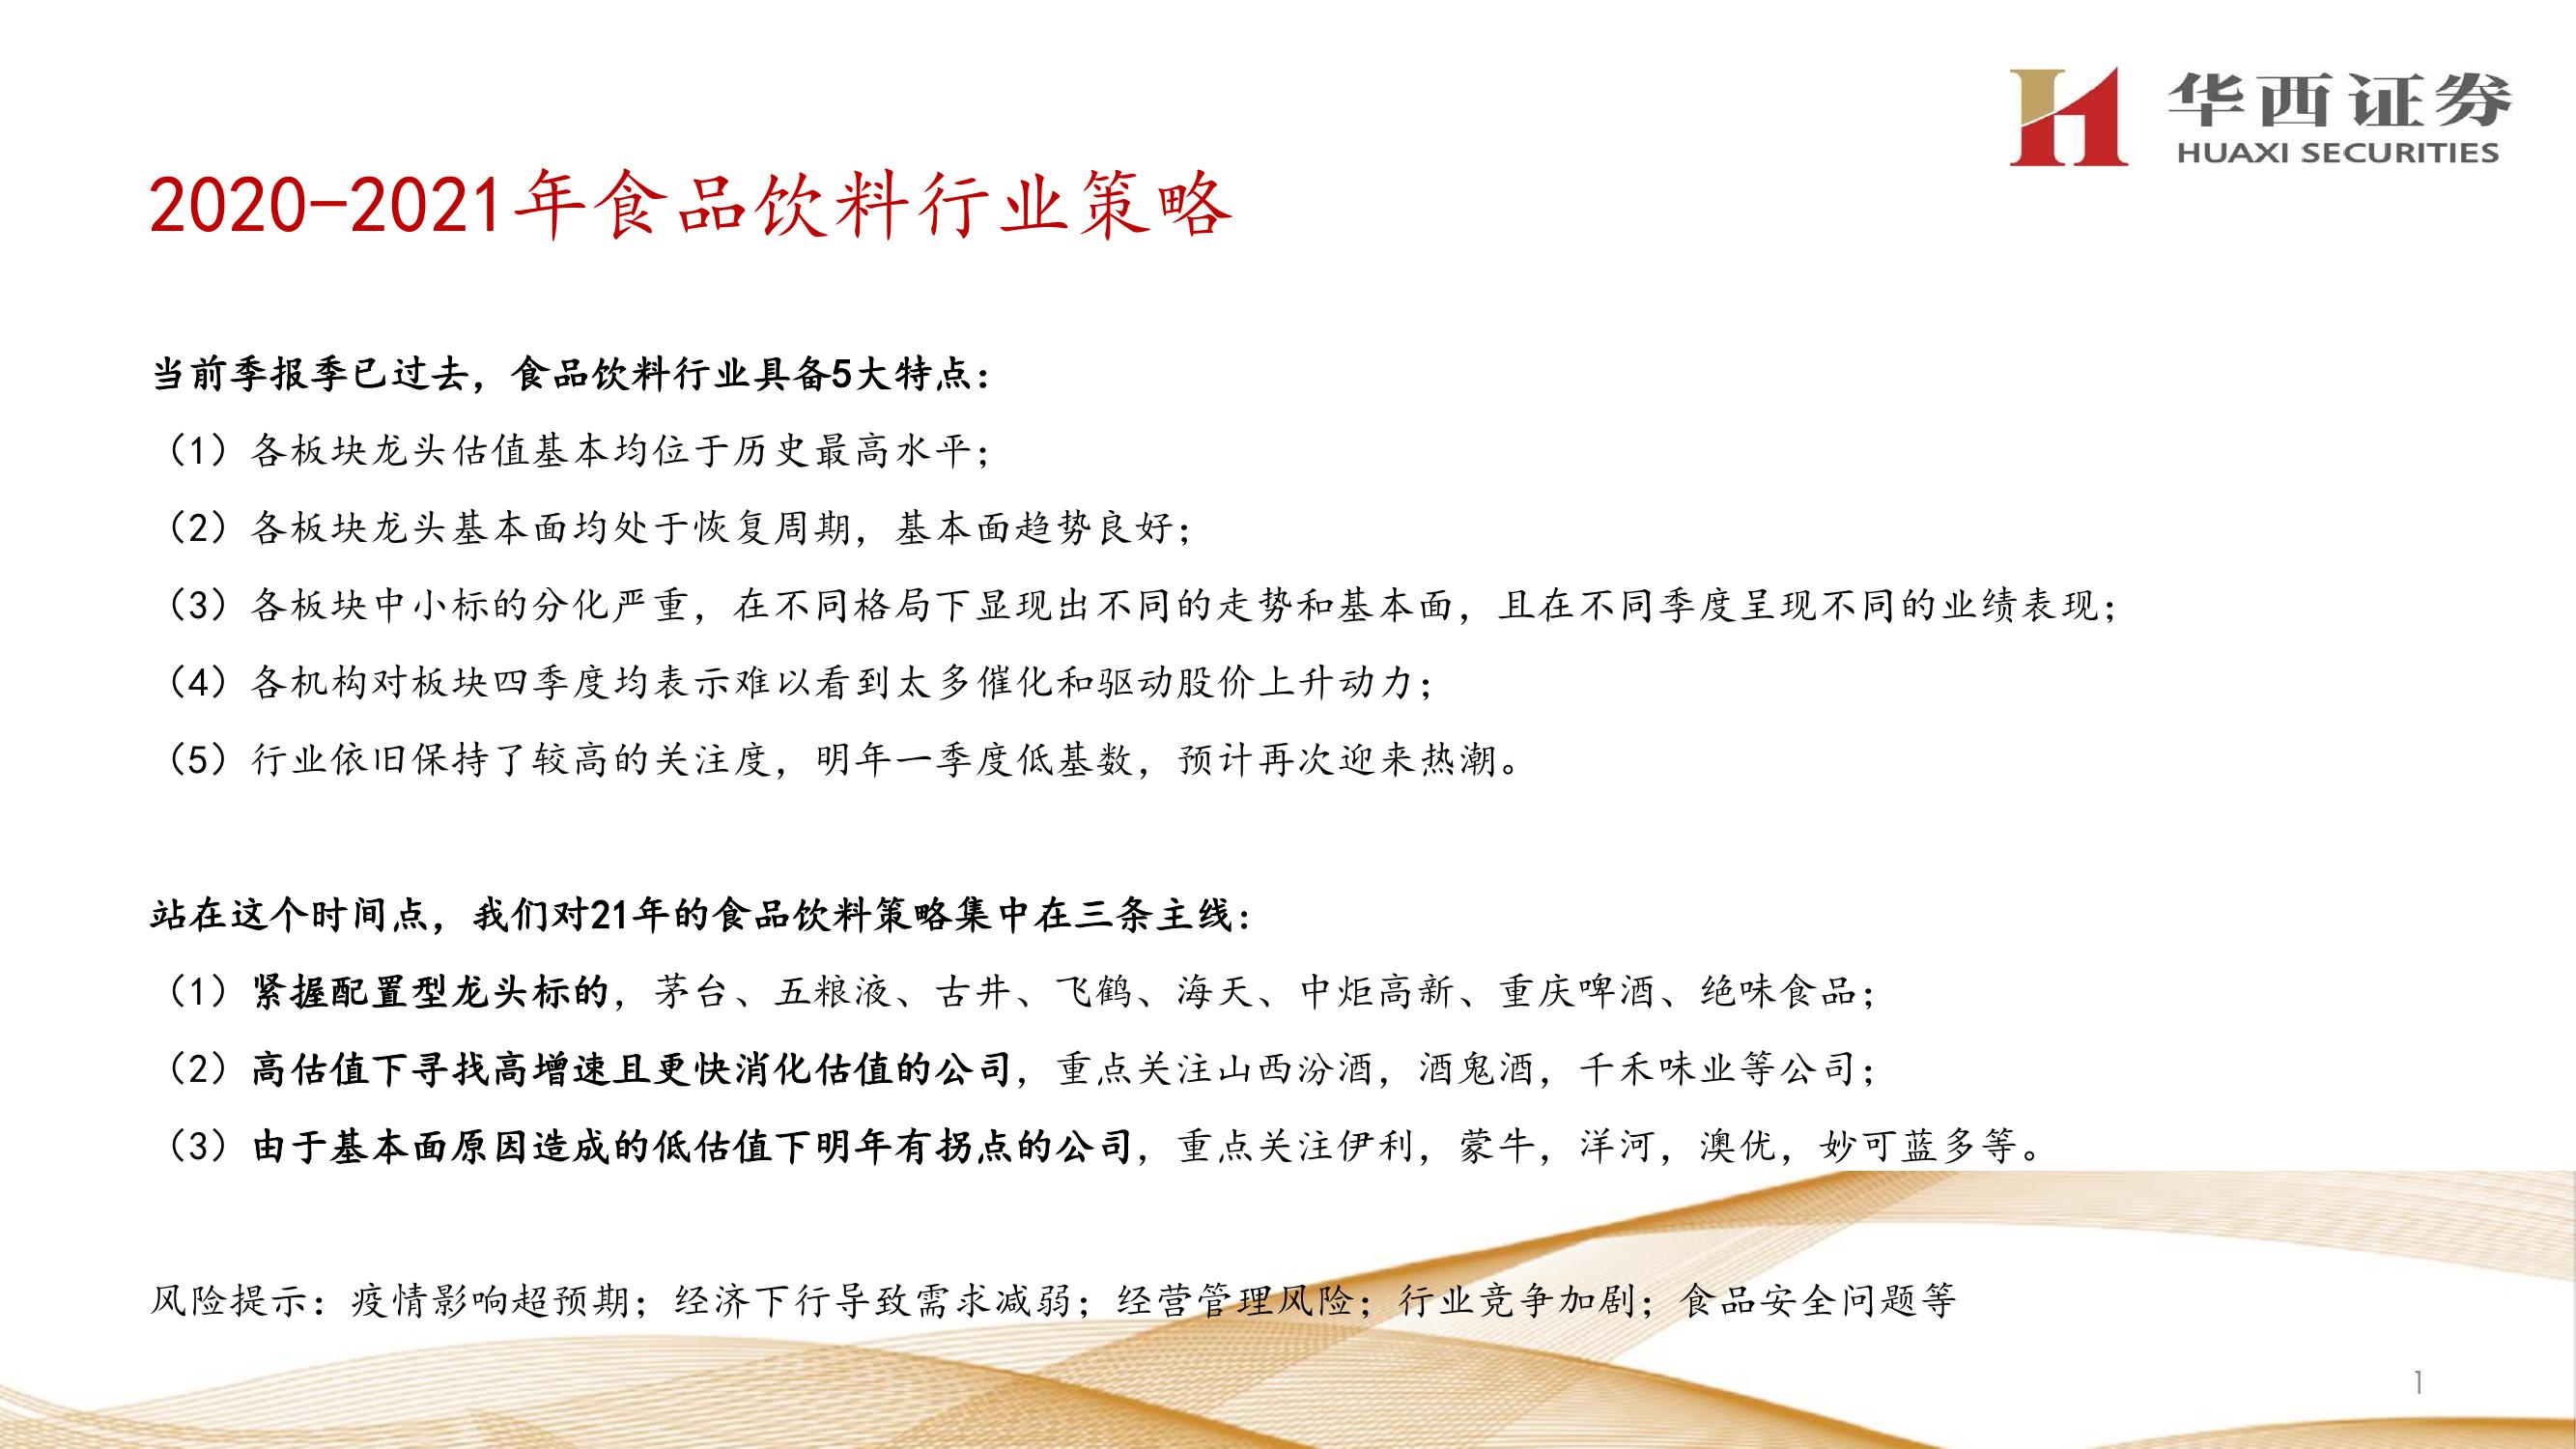 华西证券
HUAXI SECURITIES
2020-2021年食品饮料行业策略
当前季报季已过去，食品饮料行业具备5大特点：
（1）各板块龙头估值基本均位于历史最高水平；
（2）各板块龙头基本面均处于恢复周期，基本面趋势良好；
（3）各板块中小标的分化严重，在不同格局下显现出不同的走势和基本面，且在不同季度呈现不同的业绩表现；
（4）各机构对板块四季度均表示难以看到太多催化和驱动股价上升动力；
（5）行业依旧保持了较高的关注度，明年一季度低基数，预计再次迎来热潮。
站在这个时间点，我们对21年的食品饮料策略集中在三条主线：
（1）紧握配置型龙头标的，茅台、五粮液、古井、飞鹤、海天、中炬高新、重庆啤酒、绝味食品；
（2）高估值下寻找高增速且更快消化估值的公司，重点关注山西汾酒，酒鬼酒，千禾味业等公司；
（3）由于基本面原因造成的低估值下明年有拐点的公司，重点关注伊利，蒙牛，洋河，澳优，妙可蓝多等。
风险提示：疫情影响超预期；经济下行导致需求减弱；经营管理风险；行业竞争加剧；食品安全问题等
1